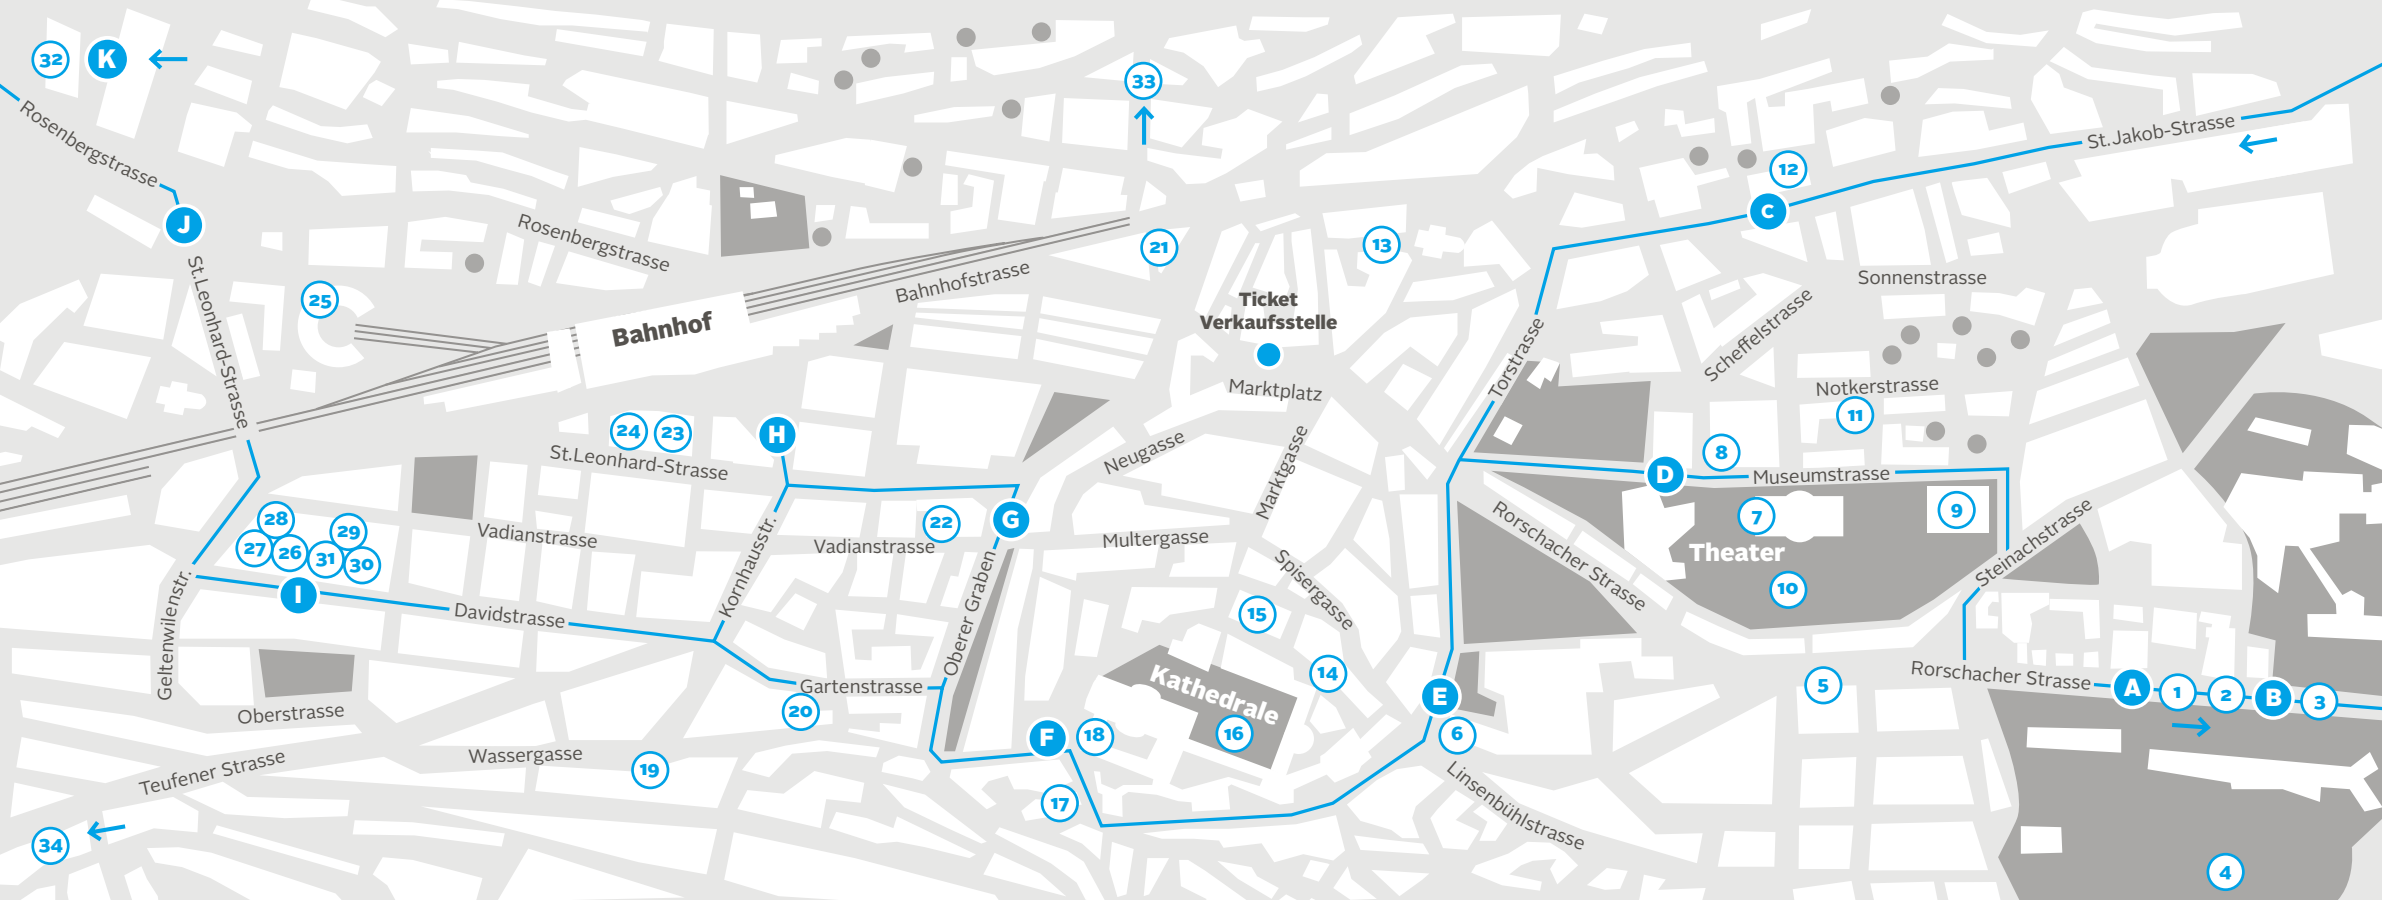 32
K
33
Rosenbergstrasse
St.Jakob-Strasse
12
C
J
Rosenbergstrasse
21
13
Bahnhofstrasse
Sonnenstrasse
25
St.Leonhard-Strasse
Bahnhof
Ticket
Verkaufsstelle
Scheffelstrasse
Torstrasse
Marktplatz
Notkerstrasse
11
24
23
H
St.Leonhard-Strasse
Neugasse
Marktgasse
8
D
Museumstrasse
28
29
27
26
31
30
Vadianstrasse
Kornhausstr.
Vadianstrasse
22
G
Multergasse
Rorschacher Strasse
7
9
Theater
10
Steinachstrasse
Spisergasse
I
Davidstrasse
Geltenwilenstr.
Oberer Graben
15
14
Kathedrale
16
Gartenstrasse
20
E
6
5
Rorschacher Strasse
A
1
2
B
3
Oberstrasse
F
18
17
Wassergasse
19
Teufener Strasse
Linsenbühlstrasse
34
4